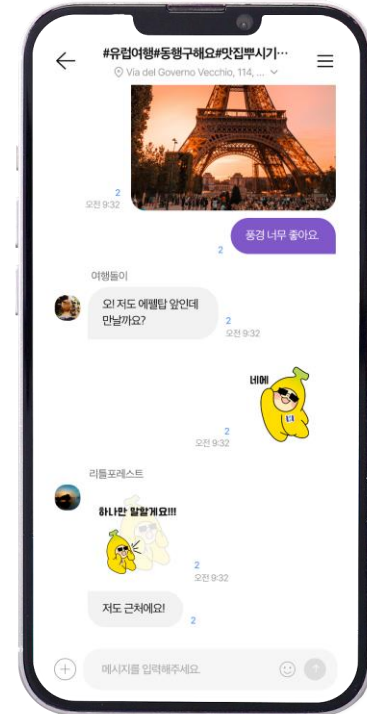 #유럽여행#동행구해요#맛집뿌시기…
Via del Governo Vecchio, 114, ...
2
오전 9:32
풍경 너무 좋아요.
2
여행돌이
오! 저도 에펠탑 앞인데
만날까요?
2
오전 9:32
네에
2
오전 9:32
리틀포레스트
하나만 말할게요!!!
2
오전 9:32
저도 근처에요!
2
메시지를 입력해주세요.